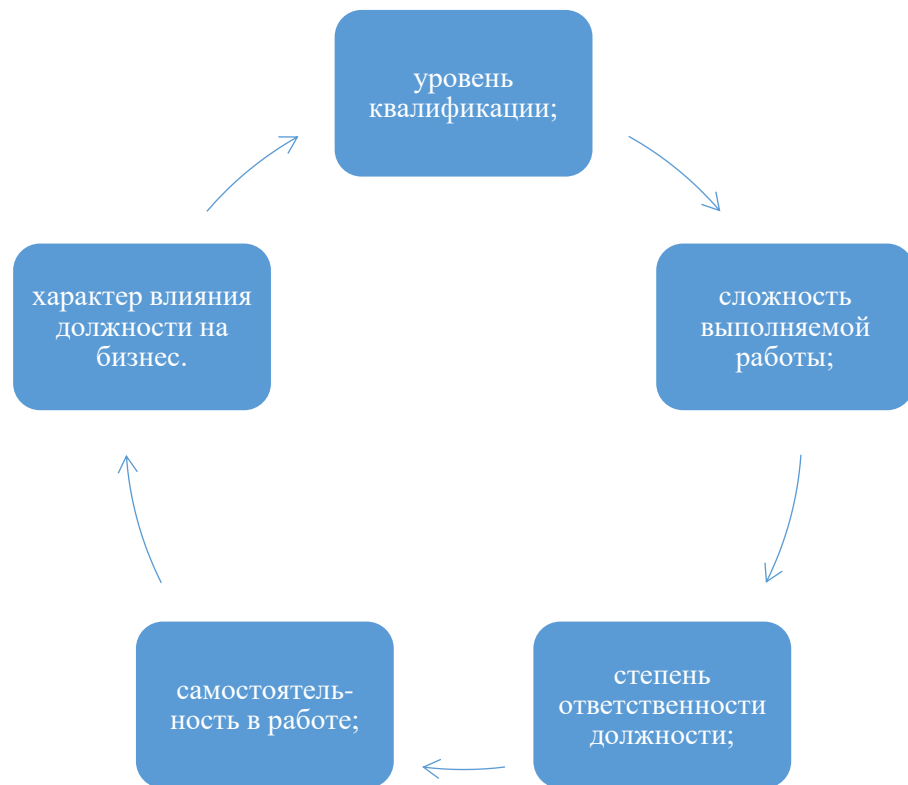 уровень
квалификации;
сложность
выполняемой
работы;
степень
ответственности
должности;
самостоятель-
ность в работе;
характер влияния
должности на
бизнес.